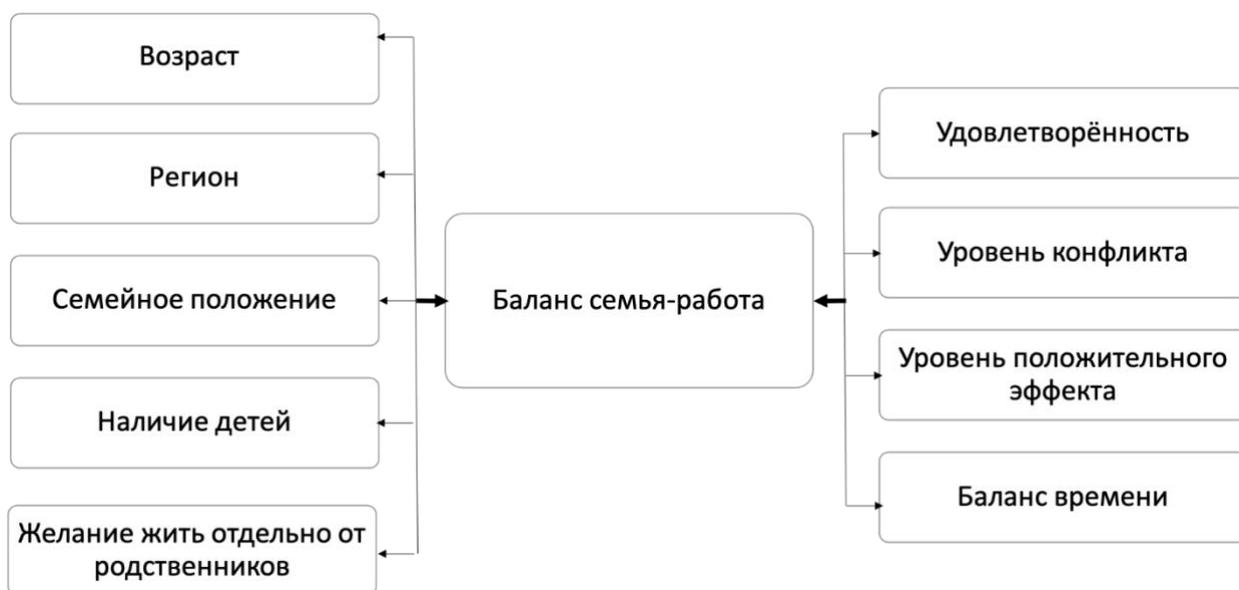 Возраст
Регион
Семейное положение
Наличие детей
Желание жить отдельно от
родственников
Баланс семья-работа
Удовлетворённость
Уровень конфликта
Уровень положительного
эффекта
Баланс времени